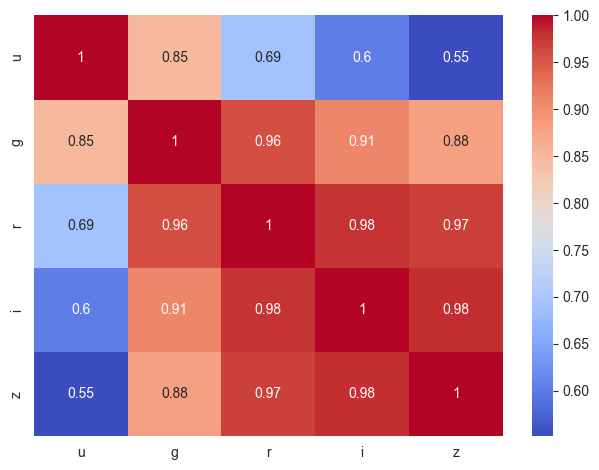 u 1 0.85 0.69 0.6 0.55
g 0.85 1 0.96 0.91 0.88
r 0.69 0.96 1 0.98 0.97
i 0.6 0.91 0.98 1 0.98
z 0.55 0.88 0.97 0.98 1
u g r i z
1.00
0.95
0.90
0.85
0.80
0.75
0.70
0.65
0.60